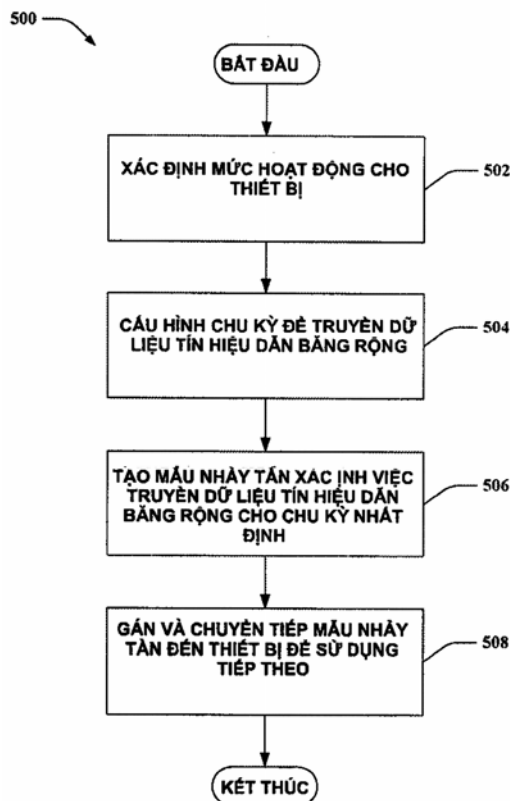 500
BẮT ĐẦU
XÁC ĐỊNH MỨC HOẠT ĐỘNG CHO
THIẾT BỊ
502
CẤU HÌNH CHU KỲ ĐỂ TRUYỀN DỮ
LIỆU TÍN HIỆU DẪN BĂNG RỘNG
504
TẠO MẪU NHẢY TẦN XÁC INH VIỆC
TRUYỀN DỮ LIỆU TÍN HIỆU DẪN
BĂNG RỘNG CHO CHU KỲ NHẤT
ĐỊNH
506
GÁN VÀ CHUYỂN TIẾP MẪU NHẢY
TẦN ĐẾN THIẾT BỊ ĐỂ SỬ DỤNG
TIẾP THEO
508
KẾT THÚC